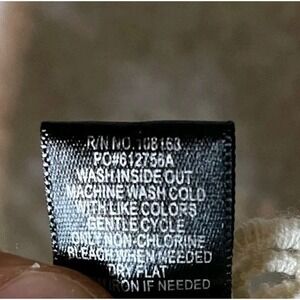 R/N NO. 108163
PO#612756A
WASH INSIDE OUT
MACHINE WASH COLD
WITH LIKE COLORS
GENTLE CYCLE
ONLY NON-CHLORINE
BLEACH WHEN NEEDED
DRY FLAT
IRON IF NEEDED